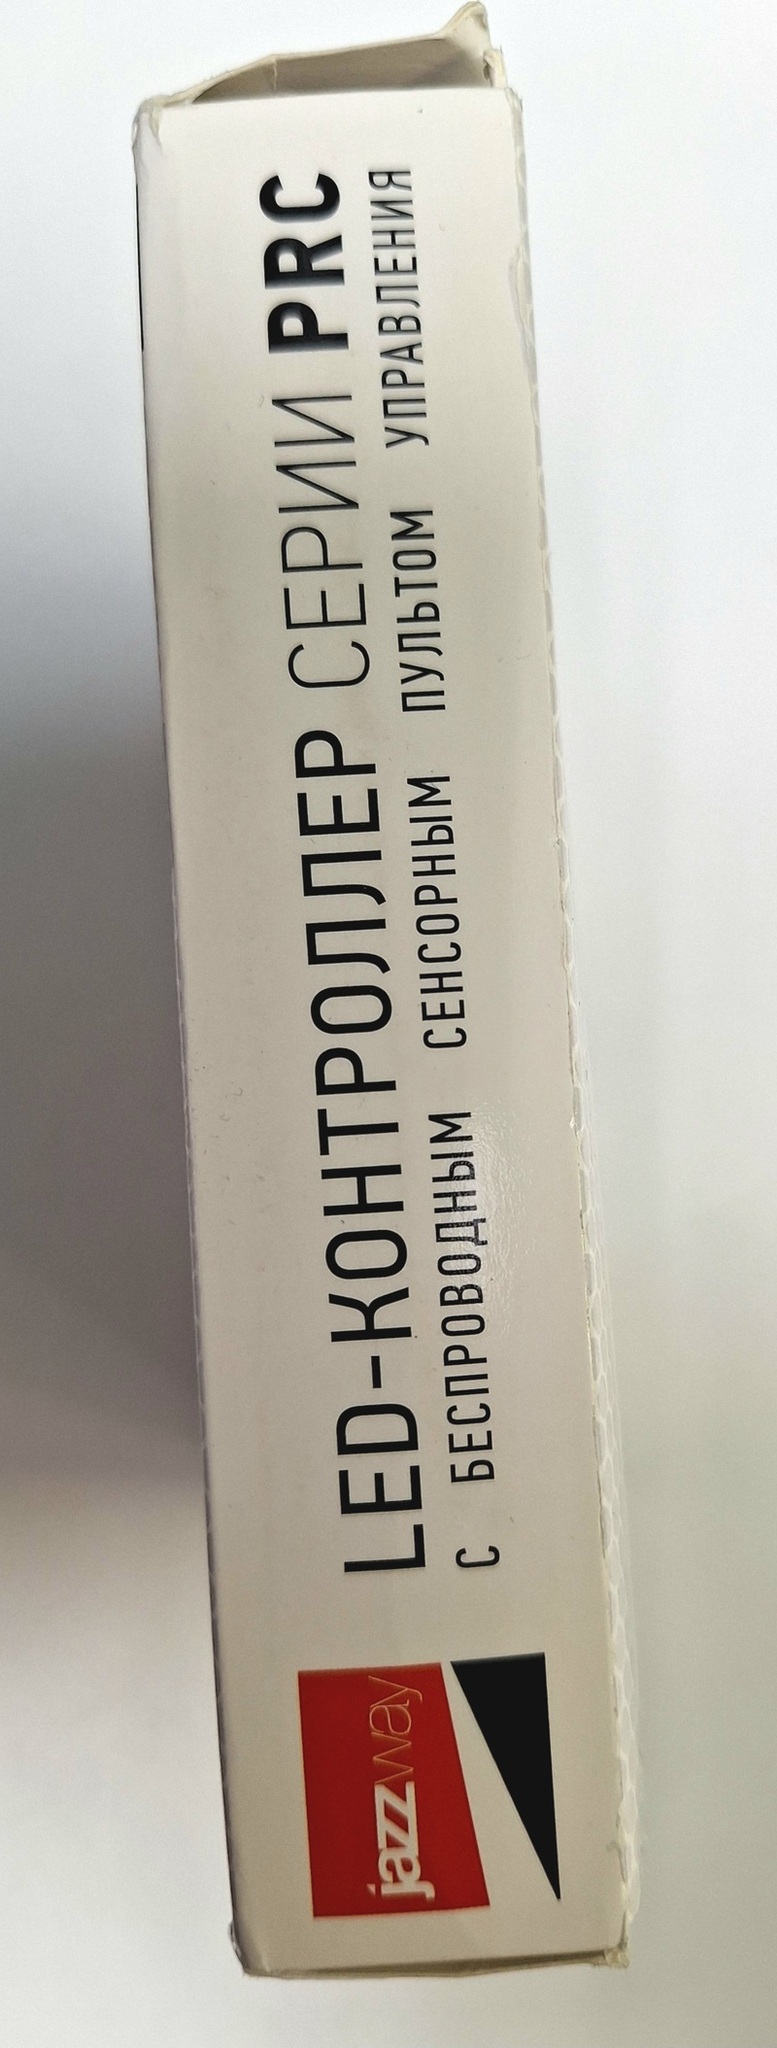 jazzway
LED-КОНТРОЛЛЕР СЕРИИ PRC
С БЕСПРОВОДНЫМ СЕНСОРНЫМ ПУЛЬТОМ УПРАВЛЕНИЯ